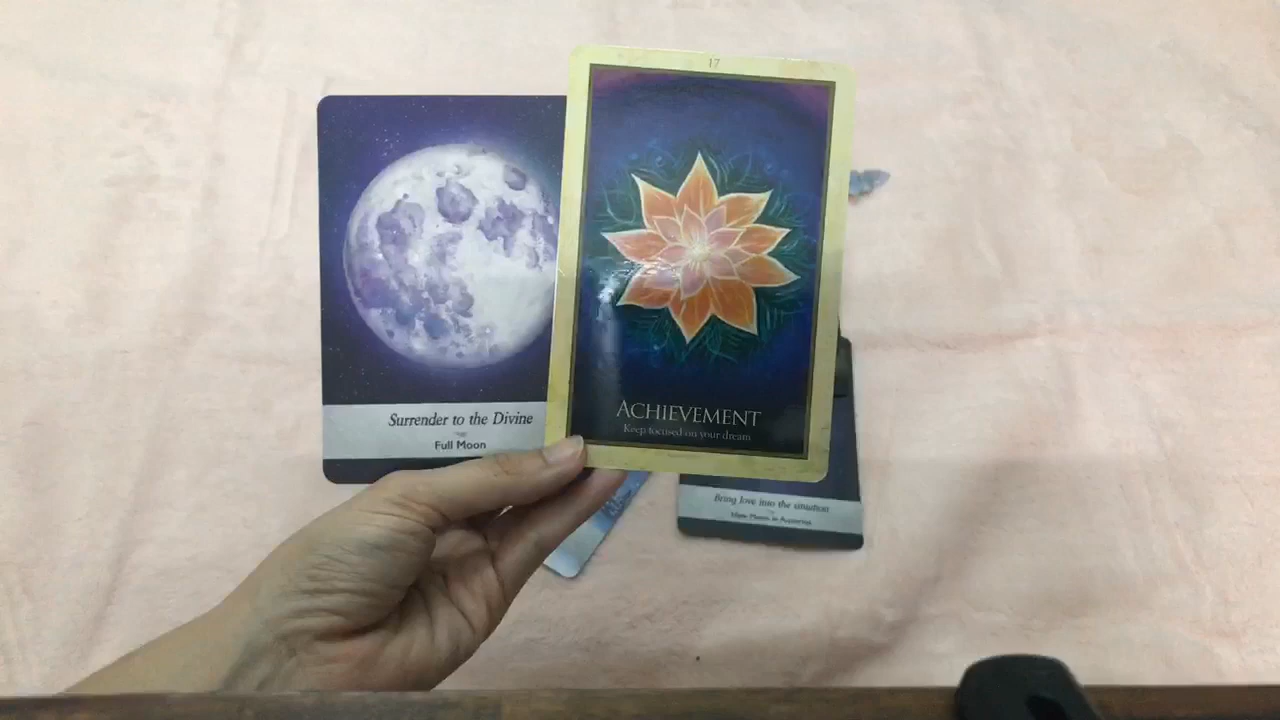 17
ACHIEVEMENT
Keep focused on your dream
Surrender to the Divine
Full Moon
Bring love into the situation
New Moon in Aquarius